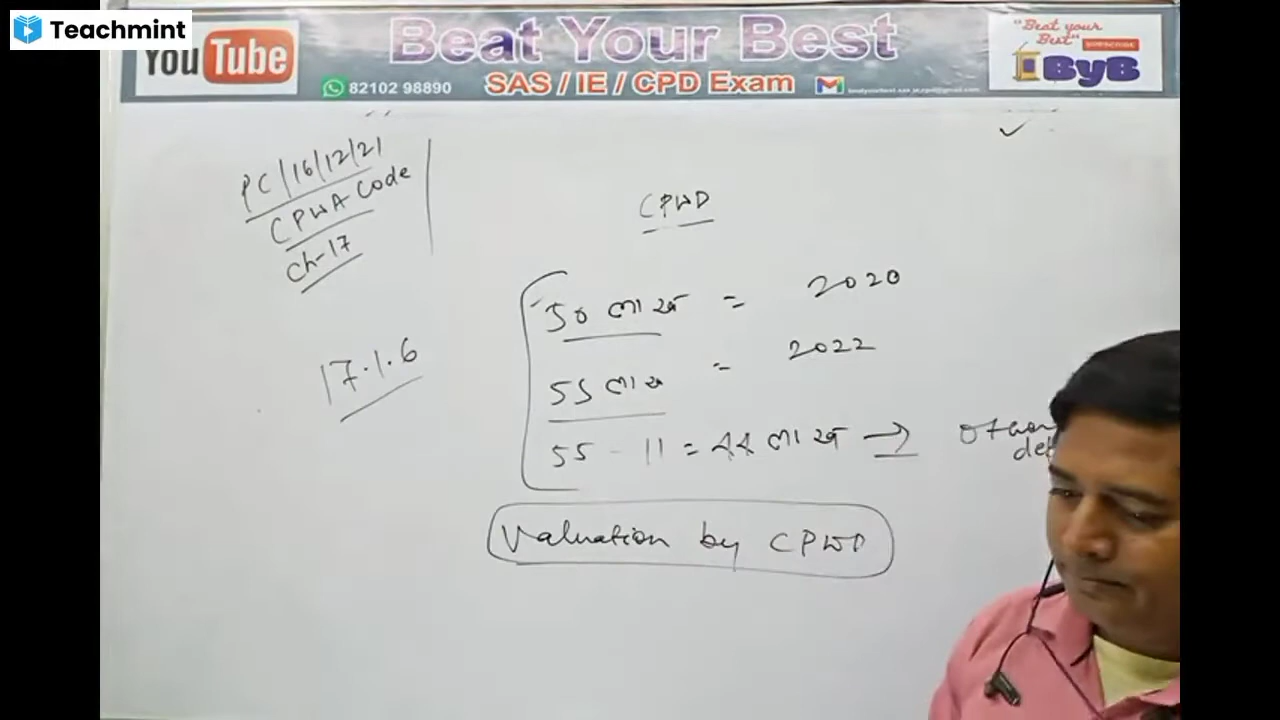 Teachmint
YouTube
Beat Your Best
SAS / IE / CPD Exam
82102 98890
"Beat your Best"
SUBSCRIBE
ByB
PC/16/12/21
CPWA Code
Ch-17
17.1.6
CPWD
50 लाख = 2020
55 लाख = 2022
55 - 11 = 44 लाख →
Valuation by CPWD